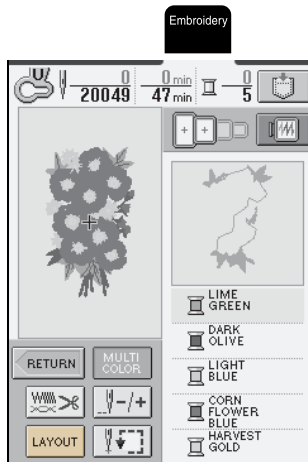 Embroidery
U
0
20049
0 min
47 min
0
5
LIME
GREEN
DARK
OLIVE
LIGHT
BLUE
CORN
FLOWER
BLUE
HARVEST
GOLD
RETURN
MULTI
COLOR
-/+
LAYOUT